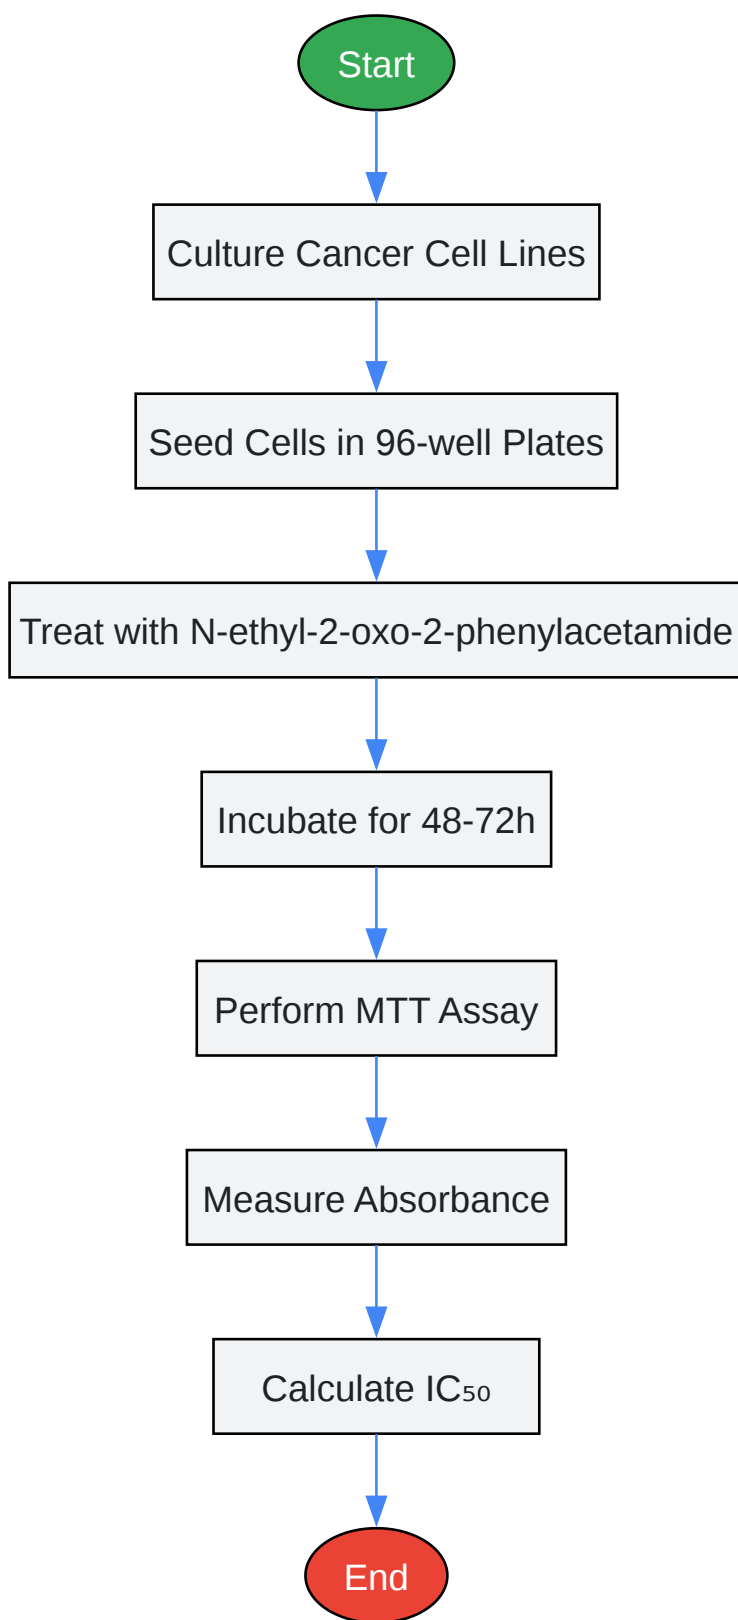 Start
Culture Cancer Cell Lines
Seed Cells in 96-well Plates
Treat with N-ethyl-2-oxo-2-phenylacetamide
Incubate for 48-72h
Perform MTT Assay
Measure Absorbance
Calculate IC₅₀
End